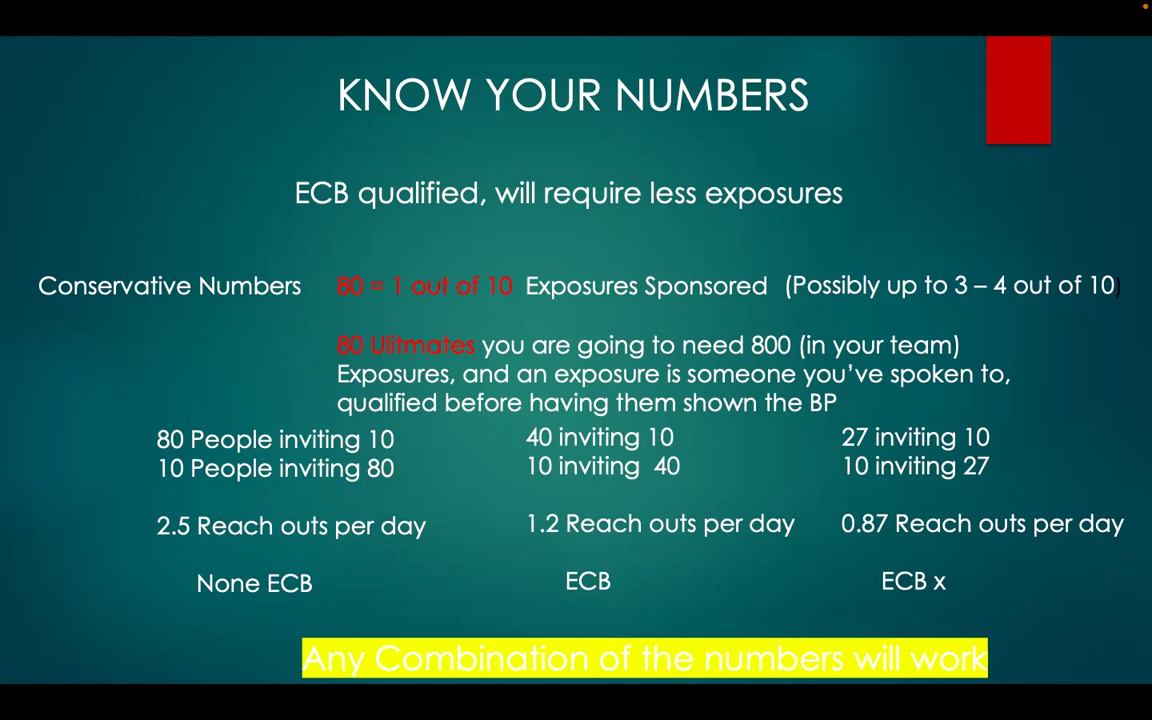 KNOW YOUR NUMBERS
ECB qualified, will require less exposures
Conservative Numbers 80 = 1 out of 10 Exposures Sponsored (Possibly up to 3 – 4 out of 10)
80 Ulitmates you are going to need 800 (in your team)
Exposures, and an exposure is someone you’ve spoken to,
qualified before having them shown the BP
80 People inviting 10 40 inviting 10 27 inviting 10
10 People inviting 80 10 inviting 40 10 inviting 27
2.5 Reach outs per day 1.2 Reach outs per day 0.87 Reach outs per day
None ECB ECB ECB x
Any Combination of the numbers will work